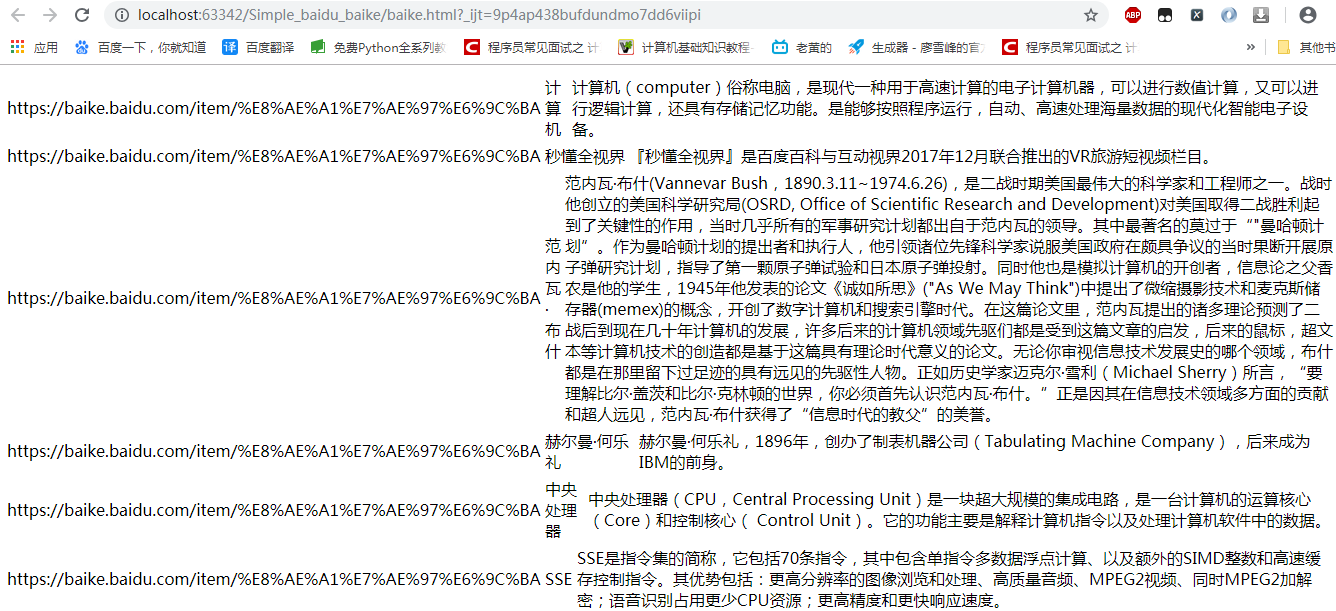 localhost:63342/Simple_baidu_baike/baike.html?_ijt=9p4ap438bufdundmo7dd6viipi
ABP
X
应用 百度一下，你就知道 译 百度翻译 免费Python全系列教 C 程序员常见面试之 计 计算机基础知识教程- 老黄的 生成器 - 廖雪峰的官 C 程序员常见面试之 计 » 其他书
https://baike.baidu.com/item/%E8%AE%A1%E7%AE%97%E6%9C%BA
计
算
机
计算机（computer）俗称电脑，是现代一种用于高速计算的电子计算机器，可以进行数值计算，又可以进
行逻辑计算，还具有存储记忆功能。是能够按照程序运行，自动、高速处理海量数据的现代化智能电子设
备。
https://baike.baidu.com/item/%E8%AE%A1%E7%AE%97%E6%9C%BA 秒懂全视界 『秒懂全视界』是百度百科与互动视界2017年12月联合推出的VR旅游短视频栏目。
https://baike.baidu.com/item/%E8%AE%A1%E7%AE%97%E6%9C%BA
范
内
瓦
·
布
什
范内瓦·布什(Vannevar Bush，1890.3.11~1974.6.26)，是二战时期美国最伟大的科学家和工程师之一。战时
他创立的美国科学研究局(OSRD, Office of Scientific Research and Development)对美国取得二战胜利起
到了关键性的作用，当时几乎所有的军事研究计划都出自于范内瓦的领导。其中最著名的莫过于“"曼哈顿计
划”。作为曼哈顿计划的提出者和执行人，他引领诸位先锋科学家说服美国政府在颇具争议的当时果断开展原
子弹研究计划，指导了第一颗原子弹试验和日本原子弹投射。同时他也是模拟计算机的开创者，信息论之父香
农是他的学生，1945年他发表的论文《诚如所思》("As We May Think")中提出了微缩摄影技术和麦克斯储
存器(memex)的概念，开创了数字计算机和搜索引擎时代。在这篇论文里，范内瓦提出的诸多理论预测了二
战后到现在几十年计算机的发展，许多后来的计算机领域先驱们都是受到这篇文章的启发，后来的鼠标，超文
本等计算机技术的创造都是基于这篇具有理论时代意义的论文。无论你审视信息技术发展史的哪个领域，布什
都是在那里留下过足迹的具有远见的先驱性人物。正如历史学家迈克尔·雪利（Michael Sherry）所言，“要
理解比尔·盖茨和比尔·克林顿的世界，你必须首先认识范内瓦·布什。”正是因其在信息技术领域多方面的贡献
和超人远见，范内瓦·布什获得了“信息时代的教父”的美誉。
https://baike.baidu.com/item/%E8%AE%A1%E7%AE%97%E6%9C%BA
赫尔曼·何乐
礼
赫尔曼·何乐礼，1896年，创办了制表机器公司（Tabulating Machine Company），后来成为
IBM的前身。
https://baike.baidu.com/item/%E8%AE%A1%E7%AE%97%E6%9C%BA
中央
处理
器
中央处理器（CPU，Central Processing Unit）是一块超大规模的集成电路，是一台计算机的运算核心
（Core）和控制核心（ Control Unit）。它的功能主要是解释计算机指令以及处理计算机软件中的数据。
https://baike.baidu.com/item/%E8%AE%A1%E7%AE%97%E6%9C%BA SSE
SSE是指令集的简称，它包括70条指令，其中包含单指令多数据浮点计算、以及额外的SIMD整数和高速缓
存控制指令。其优势包括：更高分辨率的图像浏览和处理、高质量音频、MPEG2视频、同时MPEG2加解
密；语音识别占用更少CPU资源；更高精度和更快响应速度。